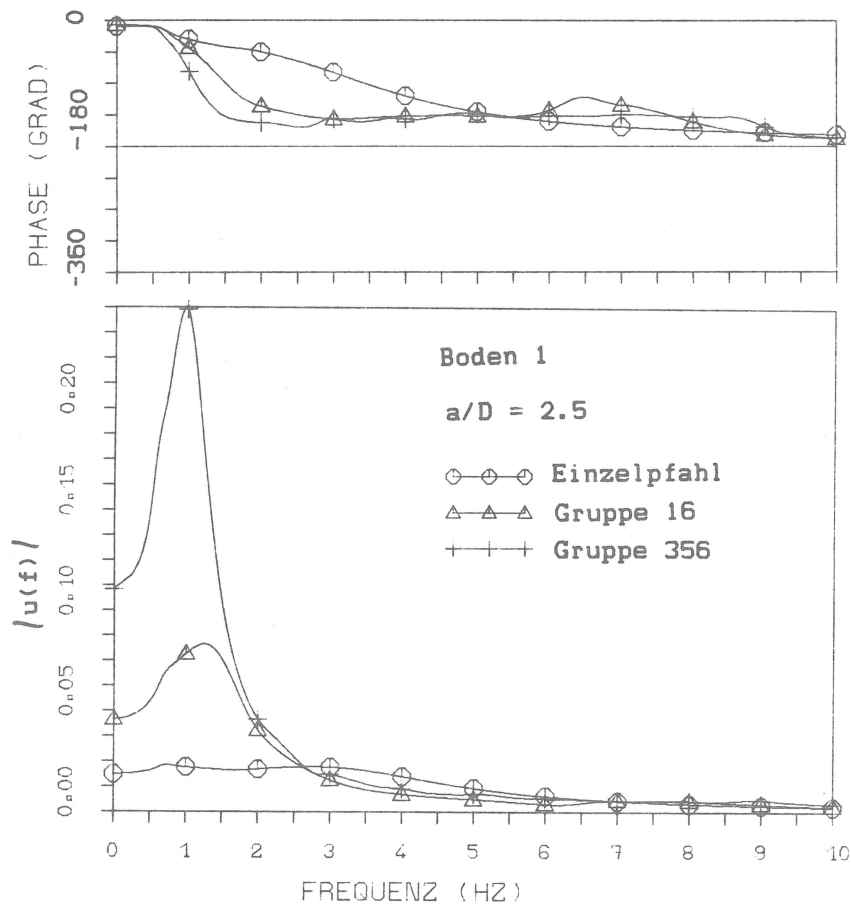 PHASE (GRAD)
0
-180
-360
/u(f)/
0.20
0.15
0.10
0.05
0.00
Boden 1
a/D = 2.5
Einzelpfahl
Gruppe 16
Gruppe 356
0 1 2 3 4 5 6 7 8 9 10
FREQUENZ (HZ)